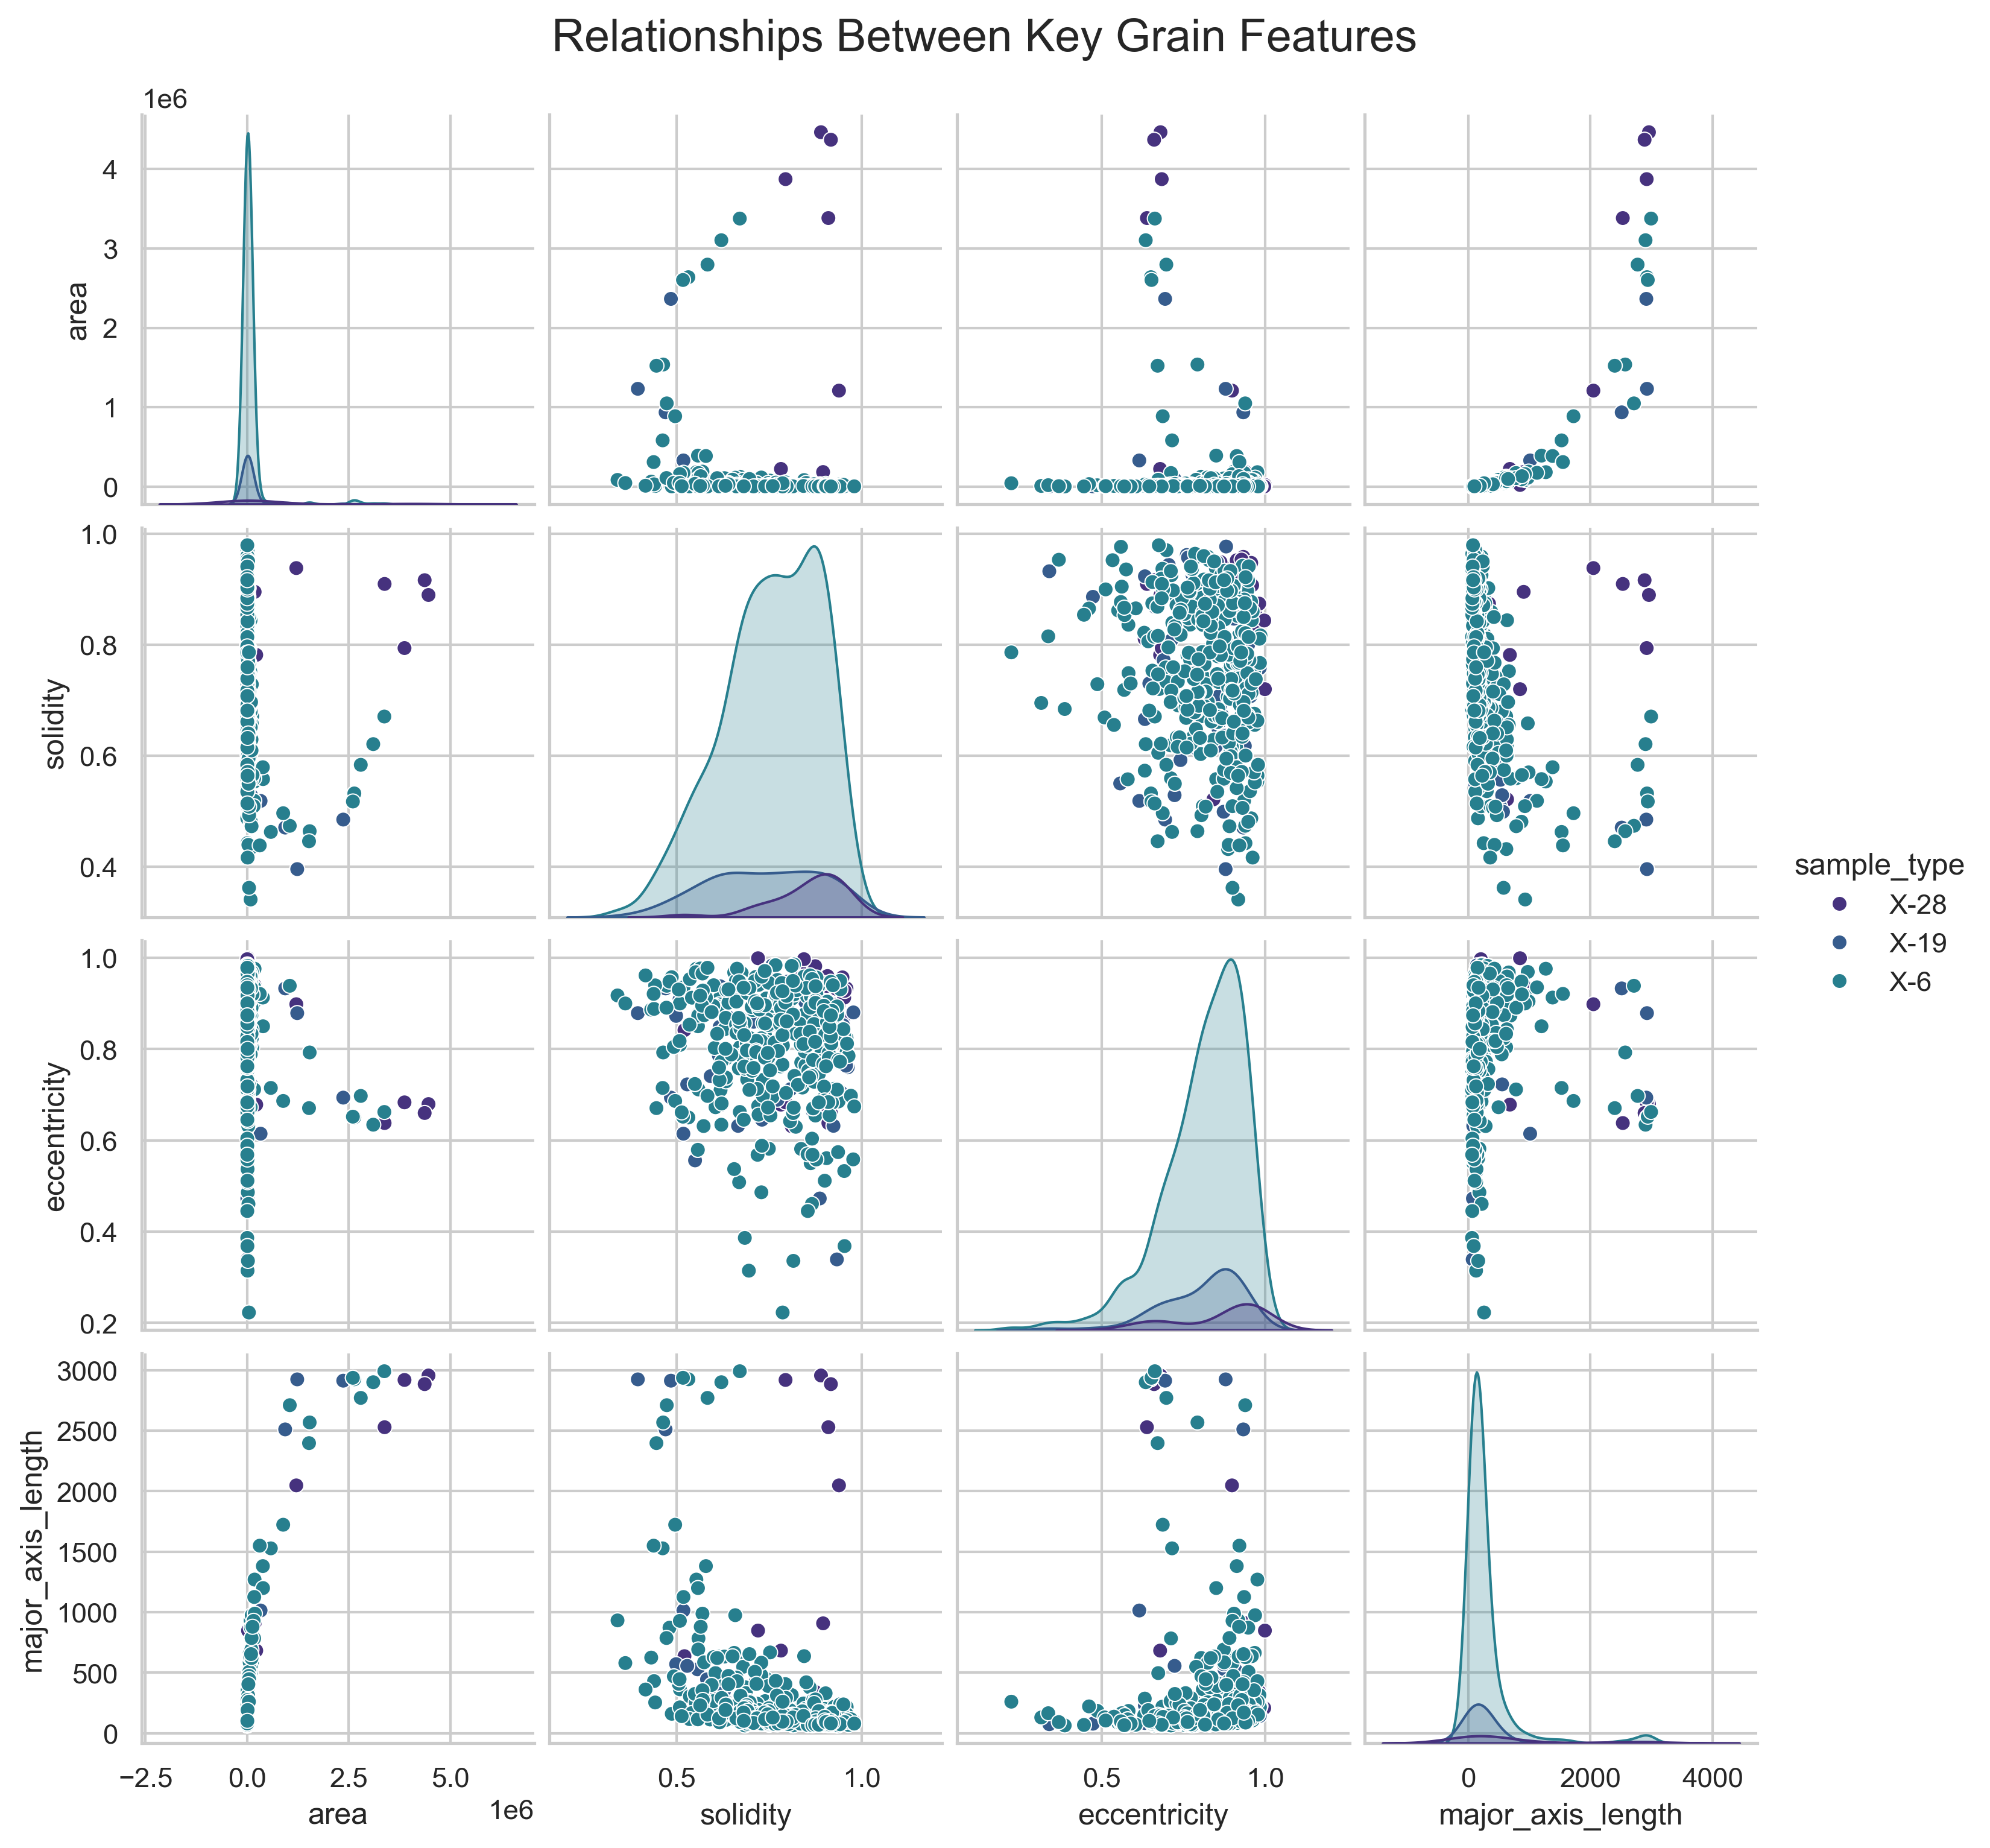 Relationships Between Key Grain Features
1e6
4
3
2
1
0
area
1.0
0.8
0.6
0.4
solidity
1.0
0.8
0.6
0.4
0.2
eccentricity
3000
2500
2000
1500
1000
500
0
major_axis_length
−2.5 0.0 2.5 5.0
1e6
area
0.5 1.0
solidity
0.5 1.0
eccentricity
0 2000 4000
major_axis_length
sample_type
X-28
X-19
X-6